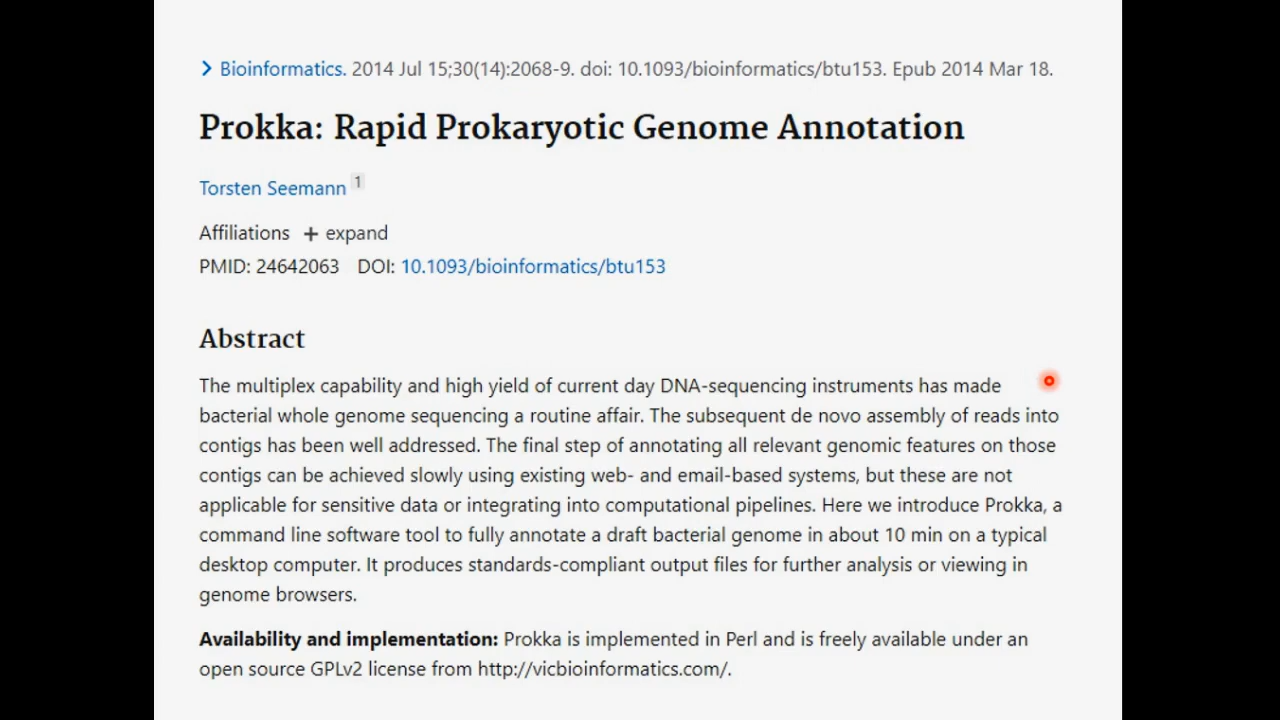 Bioinformatics. 2014 Jul 15;30(14):2068-9. doi: 10.1093/bioinformatics/btu153. Epub 2014 Mar 18.
Prokka: Rapid Prokaryotic Genome Annotation
Torsten Seemann 1
Affiliations + expand
PMID: 24642063 DOI: 10.1093/bioinformatics/btu153
Abstract
The multiplex capability and high yield of current day DNA-sequencing instruments has made
bacterial whole genome sequencing a routine affair. The subsequent de novo assembly of reads into
contigs has been well addressed. The final step of annotating all relevant genomic features on those
contigs can be achieved slowly using existing web- and email-based systems, but these are not
applicable for sensitive data or integrating into computational pipelines. Here we introduce Prokka, a
command line software tool to fully annotate a draft bacterial genome in about 10 min on a typical
desktop computer. It produces standards-compliant output files for further analysis or viewing in
genome browsers.
Availability and implementation: Prokka is implemented in Perl and is freely available under an
open source GPLv2 license from http://vicbioinformatics.com/.